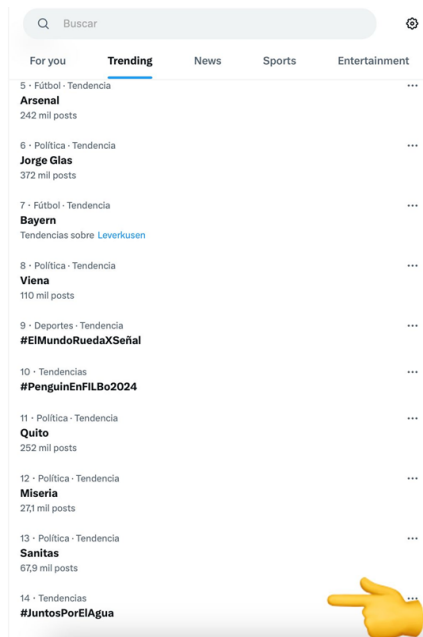 Buscar
For you Trending News Sports Entertainment
5 · Fútbol · Tendencia
Arsenal
242 mil posts
6 · Política · Tendencia
Jorge Glas
372 mil posts
7 · Fútbol · Tendencia
Bayern
Tendencias sobre Leverkusen
8 · Política · Tendencia
Viena
110 mil posts
9 · Deportes · Tendencia
#ElMundoRuedaXSeñal
10 · Tendencias
#PenguinEnFILBo2024
11 · Política · Tendencia
Quito
252 mil posts
12 · Política · Tendencia
Miseria
27,1 mil posts
13 · Política · Tendencia
Sanitas
67,9 mil posts
14 · Tendencias
#JuntosPorElAgua